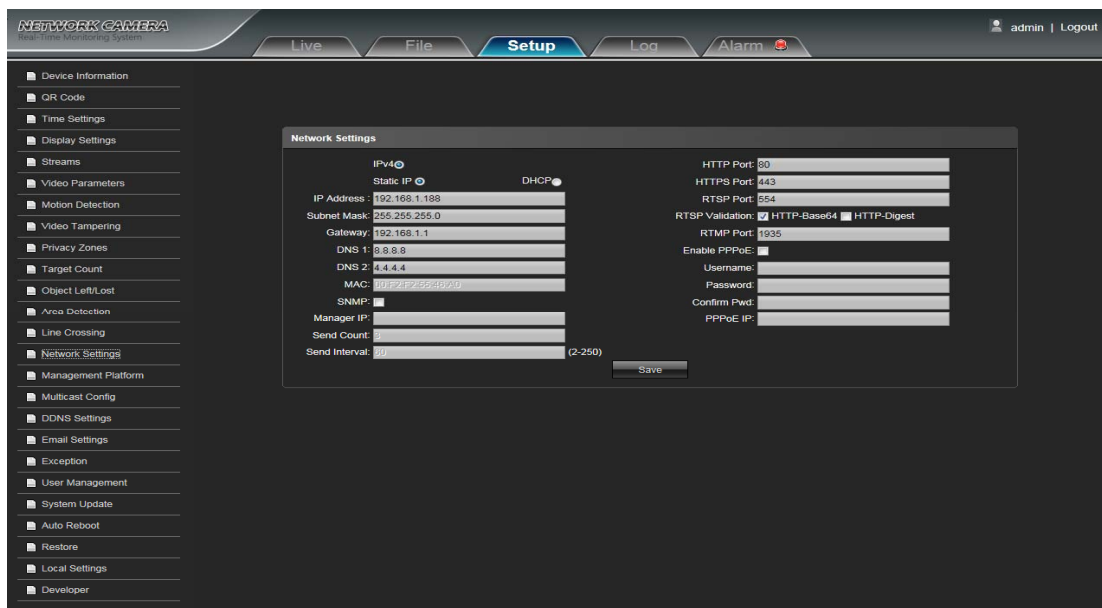 NETWORK CAMERA
Real-Time Monitoring System
admin | Logout
Live File Setup Log Alarm
Device Information
QR Code
Time Settings
Display Settings
Streams
Video Parameters
Motion Detection
Video Tampering
Privacy Zones
Target Count
Object Left/Lost
Area Detection
Line Crossing
Network Settings
Management Platform
Multicast Config
DDNS Settings
Email Settings
Exception
User Management
System Update
Auto Reboot
Restore
Local Settings
Developer
Network Settings
IPv4
Static IP DHCP
IP Address : 192.168.1.188
Subnet Mask: 255.255.255.0
Gateway: 192.168.1.1
DNS 1: 8.8.8.8
DNS 2: 4.4.4.4
MAC:
SNMP:
Manager IP:
Send Count:
Send Interval: (2-250)
HTTP Port: 80
HTTPS Port: 443
RTSP Port: 554
RTSP Validation: HTTP-Base64 HTTP-Digest
RTMP Port: 1935
Enable PPPoE:
Username:
Password:
Confirm Pwd:
PPPoE IP:
Save